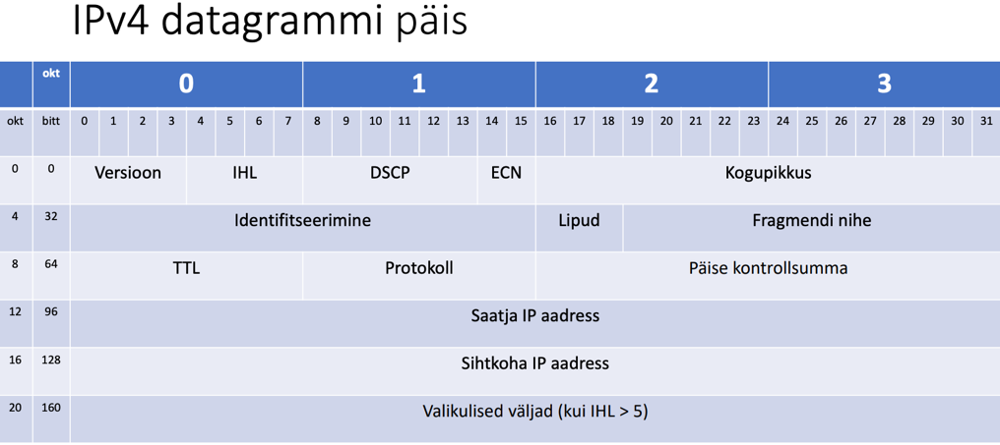 IPv4 datagrammi päis
okt 0 1 2 3
okt bitt 0 1 2 3 4 5 6 7 8 9 10 11 12 13 14 15 16 17 18 19 20 21 22 23 24 25 26 27 28 29 30 31
0 0 Versioon IHL DSCP ECN Kogupikkus
4 32 Identifitseerimine Lipud Fragmendi nihe
8 64 TTL Protokoll Päise kontrollsumma
12 96 Saatja IP aadress
16 128 Sihtkoha IP aadress
20 160 Valikulised väljad (kui IHL > 5)